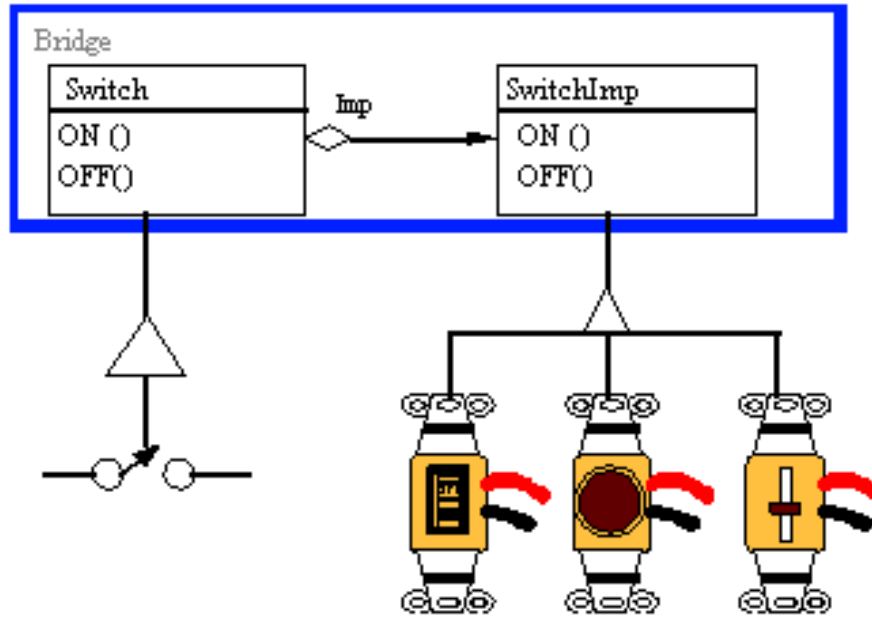 Bridge
Switch
Imp
SwitchImp
ON ()
OFF()
ON ()
OFF()